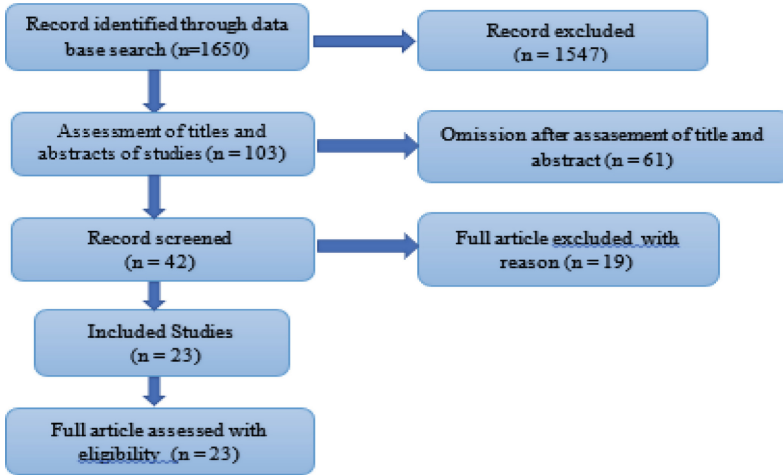 Record identified through data
base search (n=1650)
Record excluded
(n = 1547)
Assessment of titles and
abstracts of studies (n = 103)
Omission after assasement of title and
abstract (n = 61)
Record screened
(n = 42)
Full article excluded with
reason (n = 19)
Included Studies
(n = 23)
Full article assessed with
eligibility (n = 23)